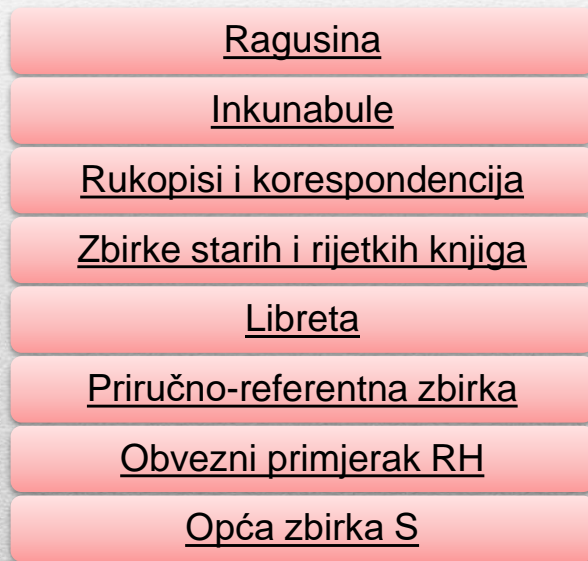 Ragusina
Inkunabule
Rukopisi i korespondencija
Zbirke starih i rijetkih knjiga
Libreta
Priručno-referentna zbirka
Obvezni primjerak RH
Opća zbirka S